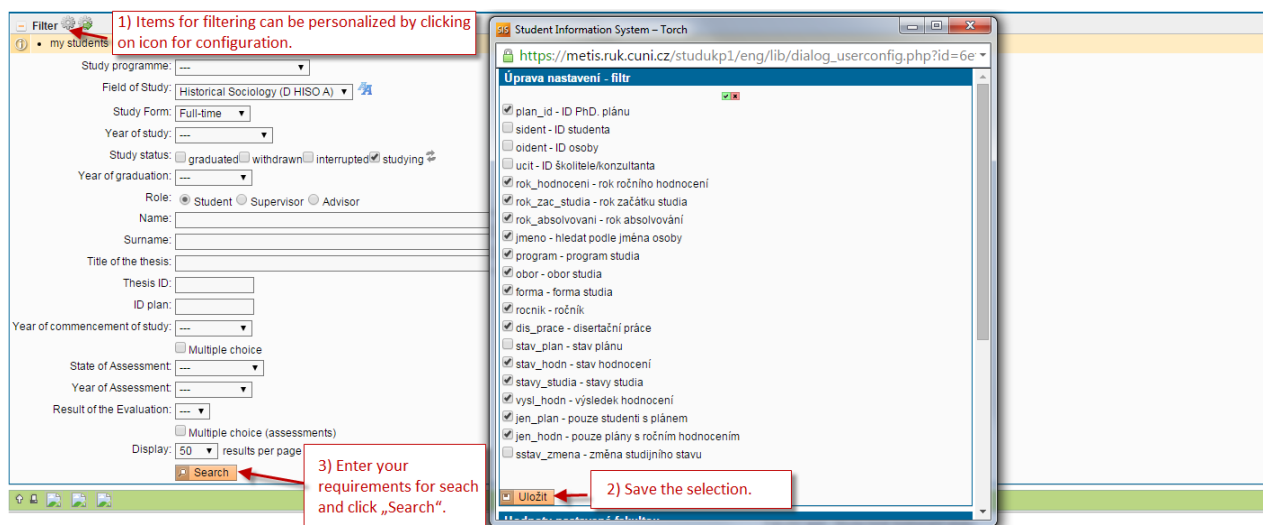 Filter
1) Items for filtering can be personalized by clicking
on icon for configuration.
• my students
Study programme: ---
Field of Study: Historical Sociology (D HISO A)
Study Form: Full-time
Year of study: ---
Study status: graduated withdrawn interrupted studying
Year of graduation: ---
Role: Student Supervisor Advisor
Name:
Surname:
Title of the thesis:
Thesis ID:
ID plan:
Year of commencement of study: ---
Multiple choice
State of Assessment: ---
Year of Assessment: ---
Result of the Evaluation: ---
Multiple choice (assessments)
Display: 50 results per page
Search
3) Enter your
requirements for seach
and click „Search“.
SIS Student Information System – Torch
https://metis.ruk.cuni.cz/studukp1/eng/lib/dialog_userconfig.php?id=6e
Úprava nastavení - filtr
plan_id - ID PhD. plánu
sident - ID studenta
oident - ID osoby
ucit - ID školitele/konzultanta
rok_hodnoceni - rok ročního hodnocení
rok_zac_studia - rok začátku studia
rok_absolvovani - rok absolvování
jmeno - hledat podle jména osoby
program - program studia
obor - obor studia
forma - forma studia
rocnik - ročník
dis_prace - disertační práce
stav_plan - stav plánu
stav_hodn - stav hodnocení
stavy_studia - stavy studia
vysl_hodn - výsledek hodnocení
jen_plan - pouze studenti s plánem
jen_hodn - pouze plány s ročním hodnocením
sstav_zmena - změna studijního stavu
Uložit
2) Save the selection.
Hodnoty nastavené fakultou